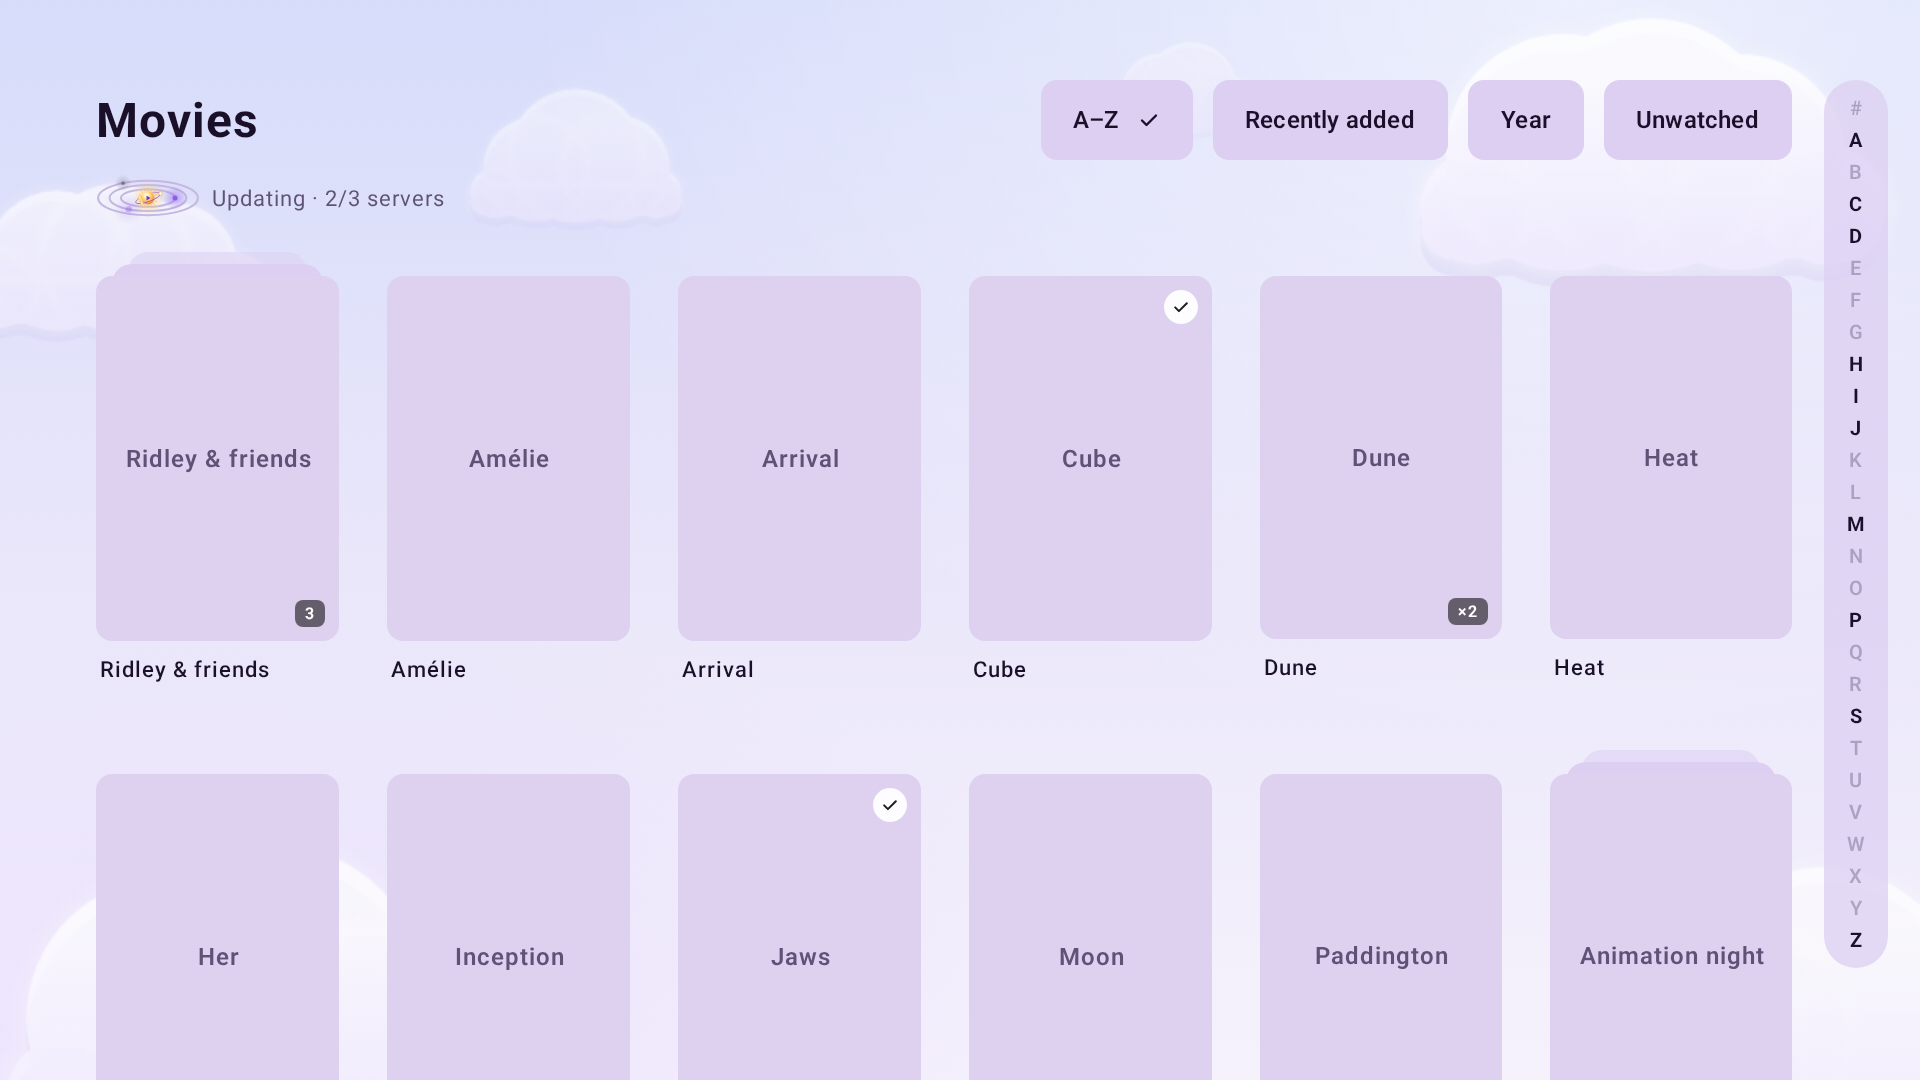 Movies
A–Z
Recently added
Year
Unwatched
Updating · 2/3 servers
Ridley & friends
Amélie
Arrival
Cube
Dune
Heat
3
×2
Ridley & friends
Amélie
Arrival
Cube
Dune
Heat
Her
Inception
Jaws
Moon
Paddington
Animation night
#
A
B
C
D
E
F
G
H
I
J
K
L
M
N
O
P
Q
R
S
T
U
V
W
X
Y
Z